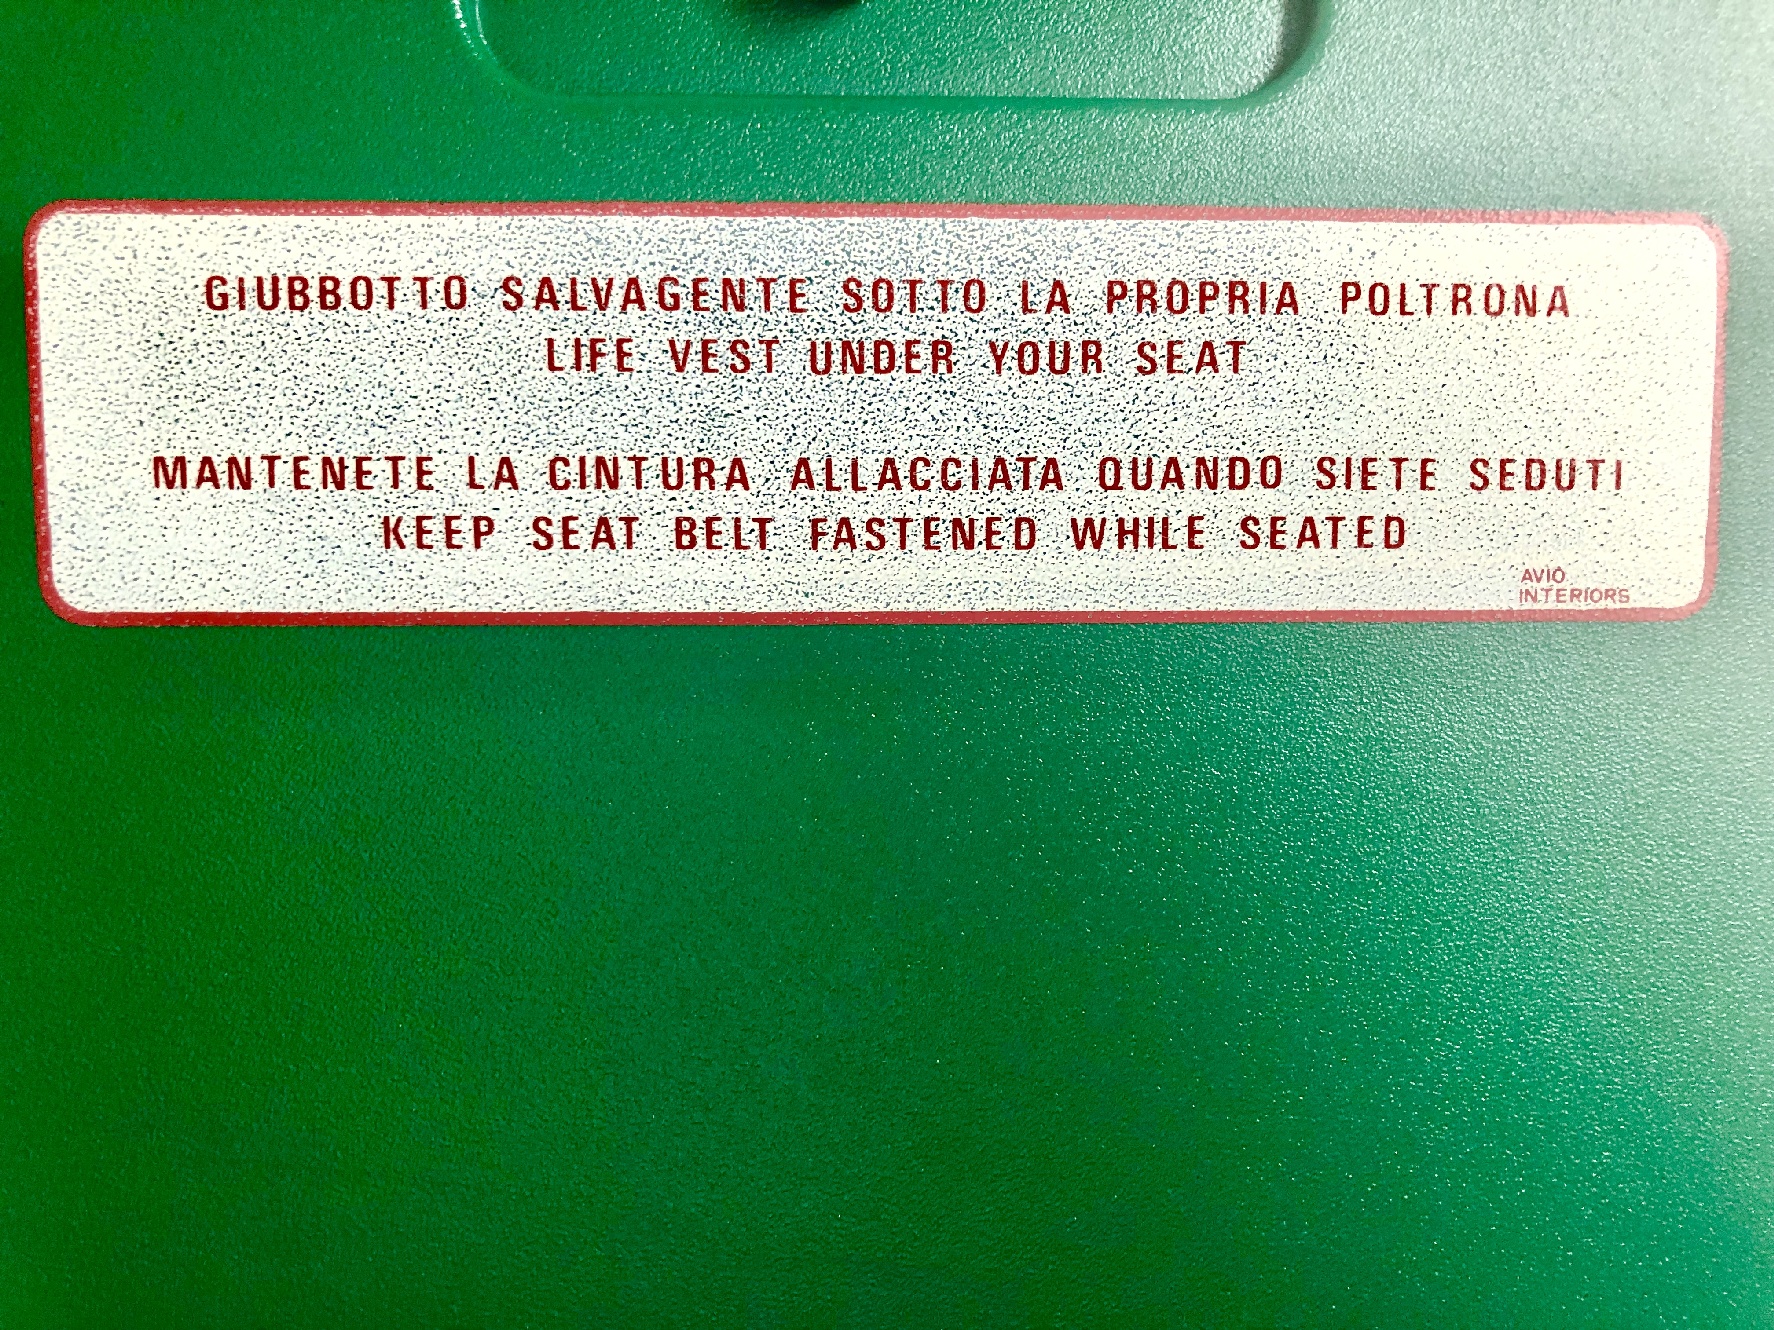 GIUBBOTTO SALVAGENTE SOTTO LA PROPRIA POLTRONA
LIFE VEST UNDER YOUR SEAT
MANTENETE LA CINTURA ALLACCIATA QUANDO SIETE SEDUTI
KEEP SEAT BELT FASTENED WHILE SEATED
AVIO
INTERIORS